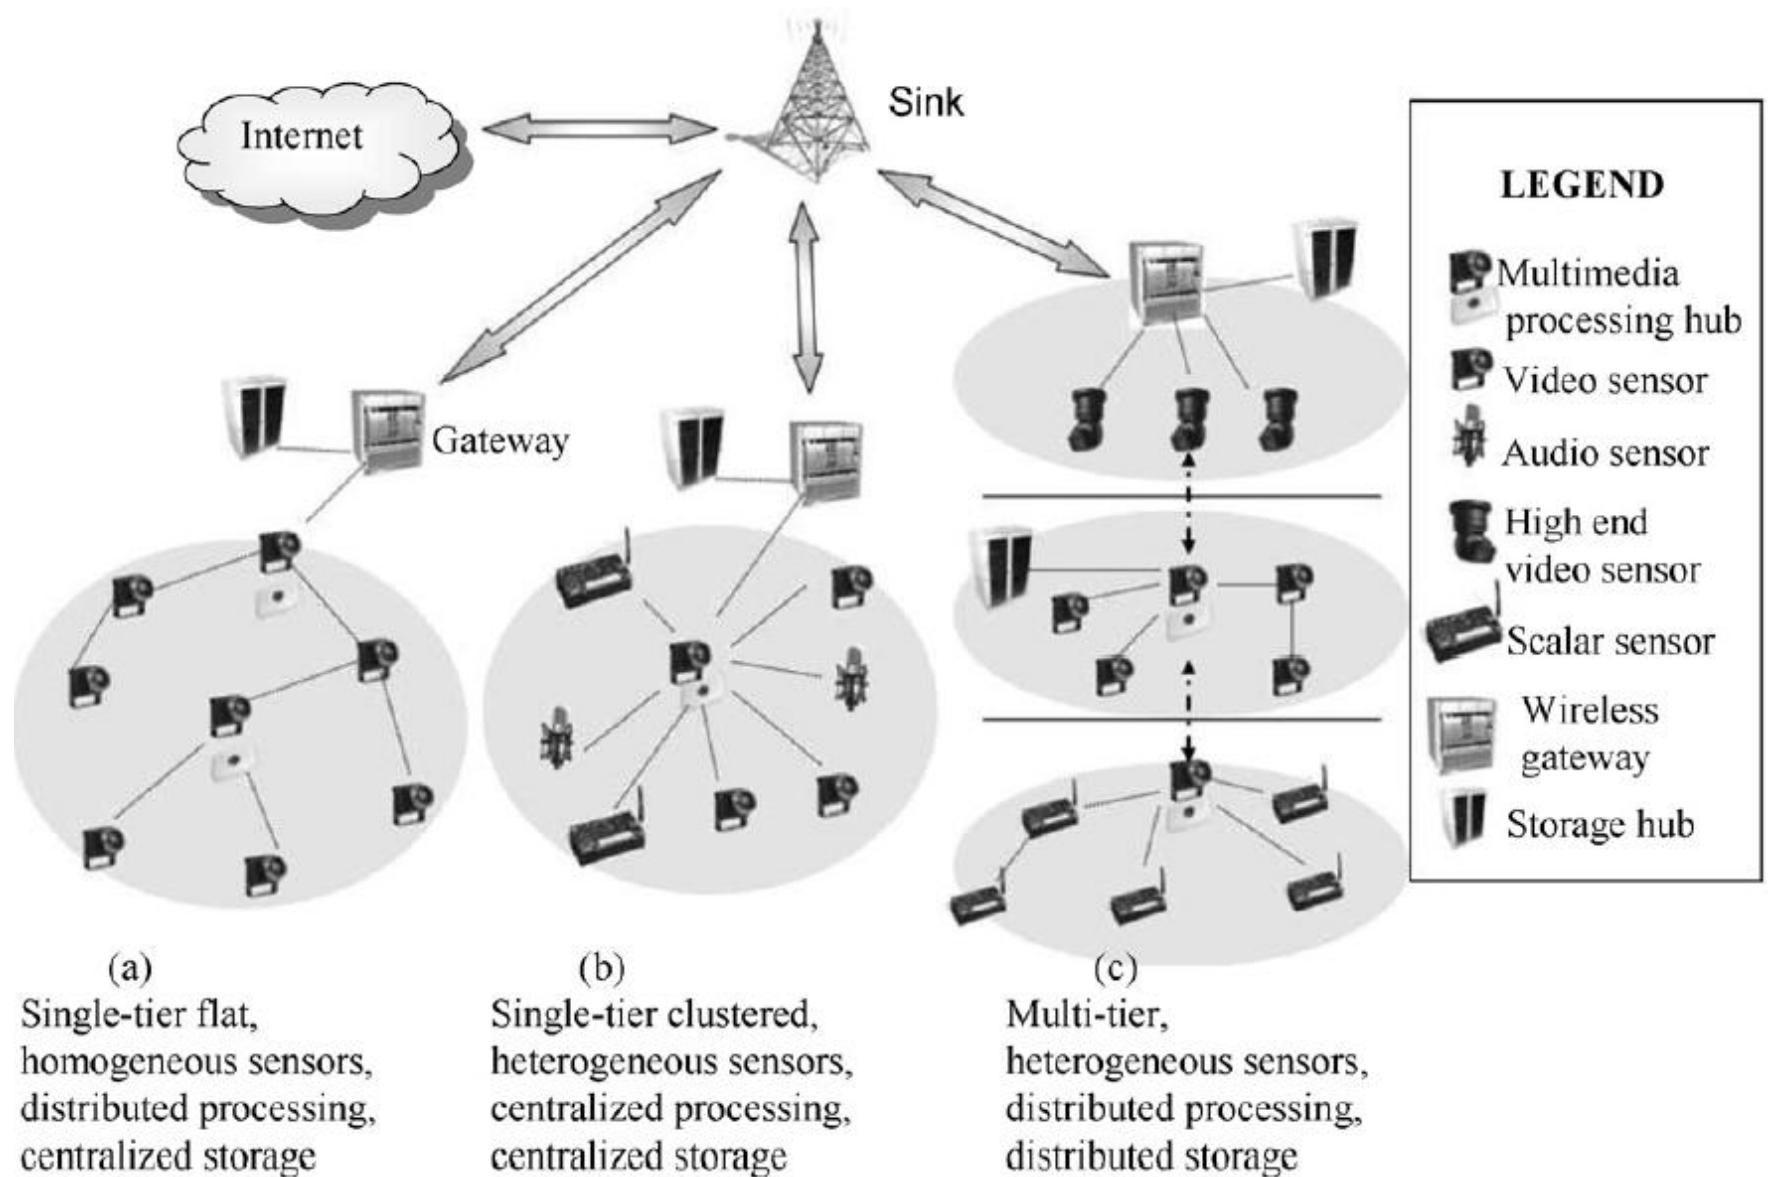 Sink
Internet
Gateway
LEGEND
Multimedia
processing hub
Video sensor
Audio sensor
High end
video sensor
Scalar sensor
Wireless
gateway
Storage hub
(a)
Single-tier flat,
homogeneous sensors,
distributed processing,
centralized storage
(b)
Single-tier clustered,
heterogeneous sensors,
centralized processing,
centralized storage
(c)
Multi-tier,
heterogeneous sensors,
distributed processing,
distributed storage